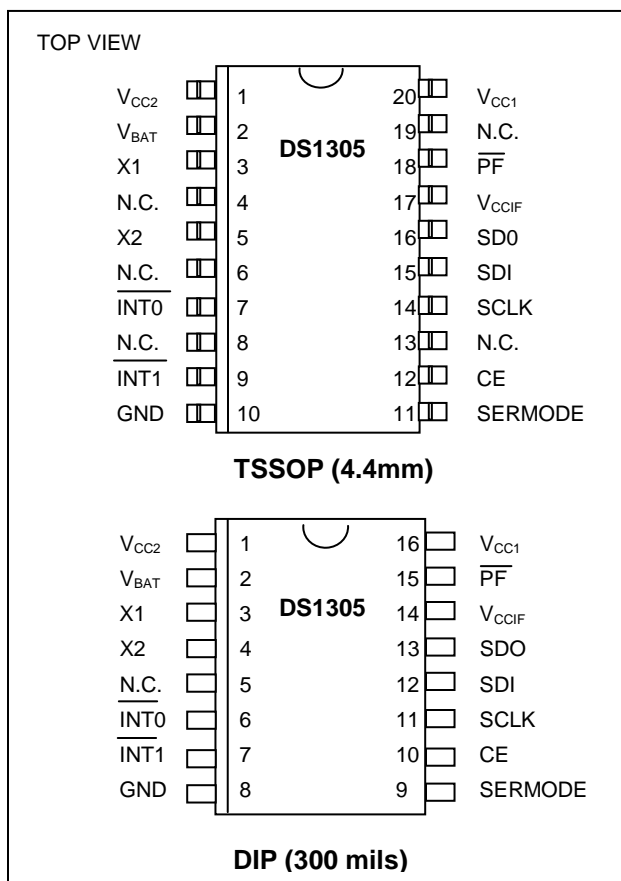 TOP VIEW
VCC2 1 20 VCC1
VBAT 2 19 N.C.
DS1305
X1 3 18 PF
N.C. 4 17 VCCIF
X2 5 16 SD0
N.C. 6 15 SDI
INT0 7 14 SCLK
N.C. 8 13 N.C.
INT1 9 12 CE
GND 10 11 SERMODE
TSSOP (4.4mm)
VCC2 1 16 VCC1
VBAT 2 15 PF
X1 3 DS1305 14 VCCIF
X2 4 13 SDO
N.C. 5 12 SDI
INT0 6 11 SCLK
INT1 7 10 CE
GND 8 9 SERMODE
DIP (300 mils)